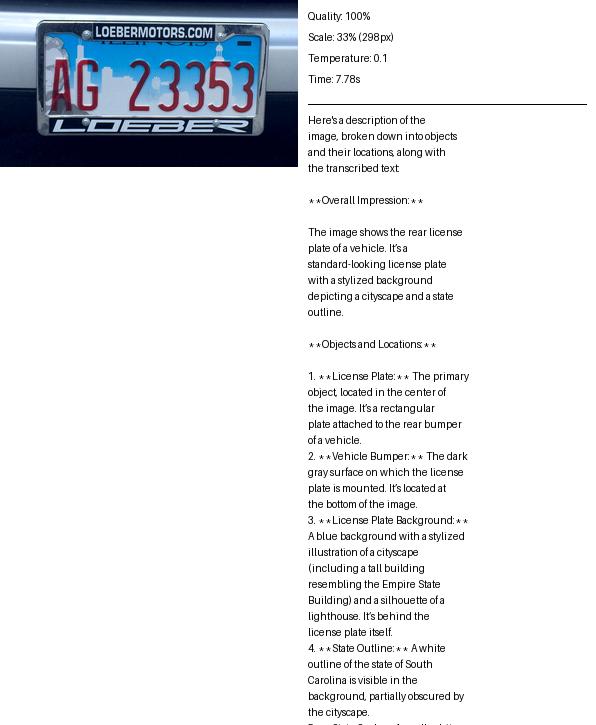 LOEBERMOTORS.COM
ILLINOIS
AG 23353
LOEBER
Quality: 100%
Scale: 33% (298px)
Temperature: 0.1
Time: 7.78s
Here's a description of the
image, broken down into objects
and their locations, along with
the transcribed text:
**Overall Impression:**
The image shows the rear license
plate of a vehicle. It's a
standard-looking license plate
with a stylized background
depicting a cityscape and a state
outline.
**Objects and Locations:**
1. **License Plate:** The primary
object, located in the center of
the image. It's a rectangular
plate attached to the rear bumper
of a vehicle.
2. **Vehicle Bumper:** The dark
gray surface on which the license
plate is mounted. It's located at
the bottom of the image.
3. **License Plate Background:**
A blue background with a stylized
illustration of a cityscape
(including a tall building
resembling the Empire State
Building) and a silhouette of a
lighthouse. It's behind the
license plate itself.
4. **State Outline:** A white
outline of the state of South
Carolina is visible in the
background, partially obscured by
the cityscape.